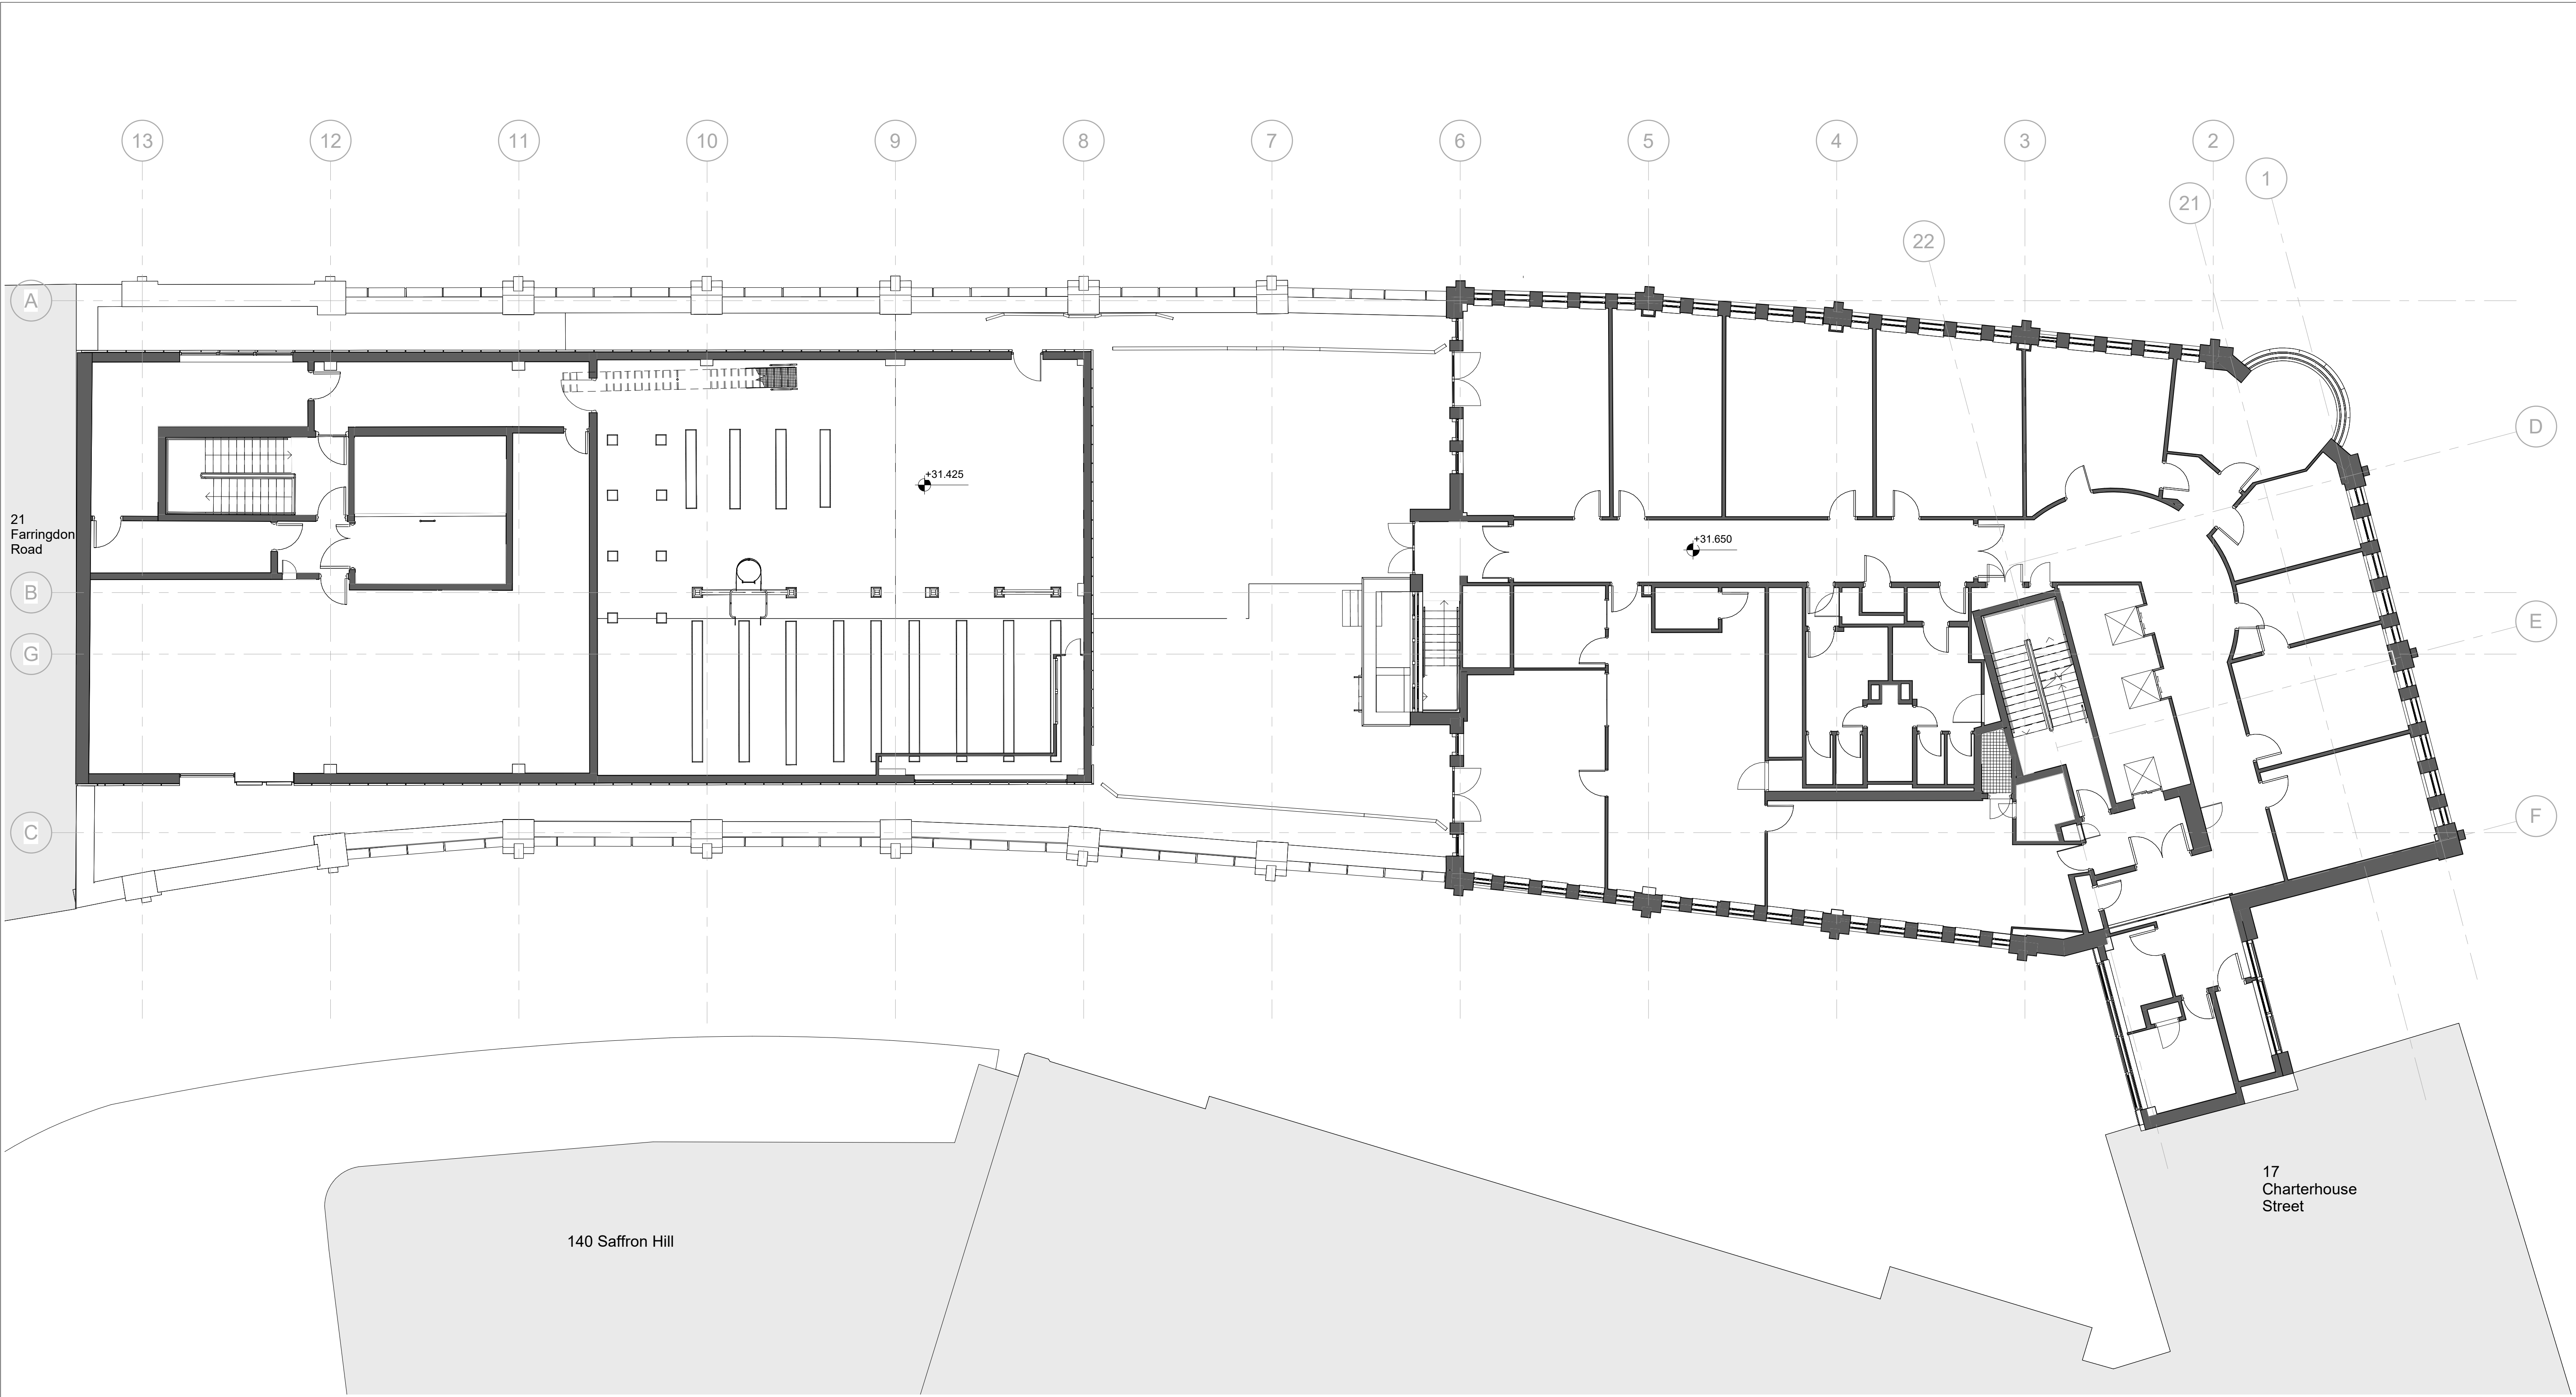 13
12
11
10
9
8
7
6
5
4
3
2
1
21
22
A
D
+31.425
21
Farringdon
Road
+31.650
B
E
G
F
C
17
Charterhouse
Street
140 Saffron Hill